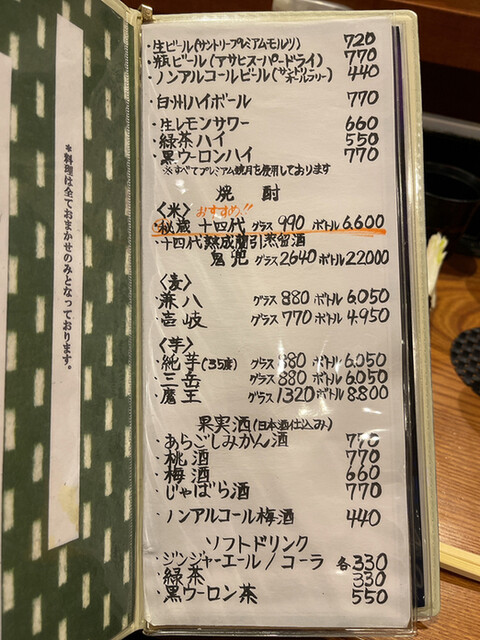 *料理は全ておまかせのみとなっております。
・生ビール(サントリープレミアムモルツ) 720
・瓶ビール(アサヒスーパードライ) 770
・ノンアルコールビール(サントリーオールフリー) 440
・白州ハイボール 770
・生レモンサワー 660
・緑茶ハイ 550
・黒ウーロンハイ 770
※すべてプレミアム暁月を使用しております
焼酎
〈米〉おすすめ!!
・秘蔵 十四代 グラス 990 ボトル 6.600
・十四代熟成蘭引蒸留酒
鬼兜 グラス2640 ボトル22000
〈麦〉
・兼八 グラス 880 ボトル 6.050
・壱岐 グラス 770 ボトル 4.950
〈芋〉
・純芋(35度) グラス 880 ボトル 6.050
・三岳 グラス 880 ボトル 6.050
・魔王 グラス 1320 ボトル 8.800
果実酒(日本酒仕込み)
・あらごしみかん酒 770
・桃酒 770
・梅酒 660
・じゃばら酒 770
・ノンアルコール梅酒 440
ソフトドリンク
・ジンジャーエール/コーラ 各330
・緑茶 330
・黒ウーロン茶 550